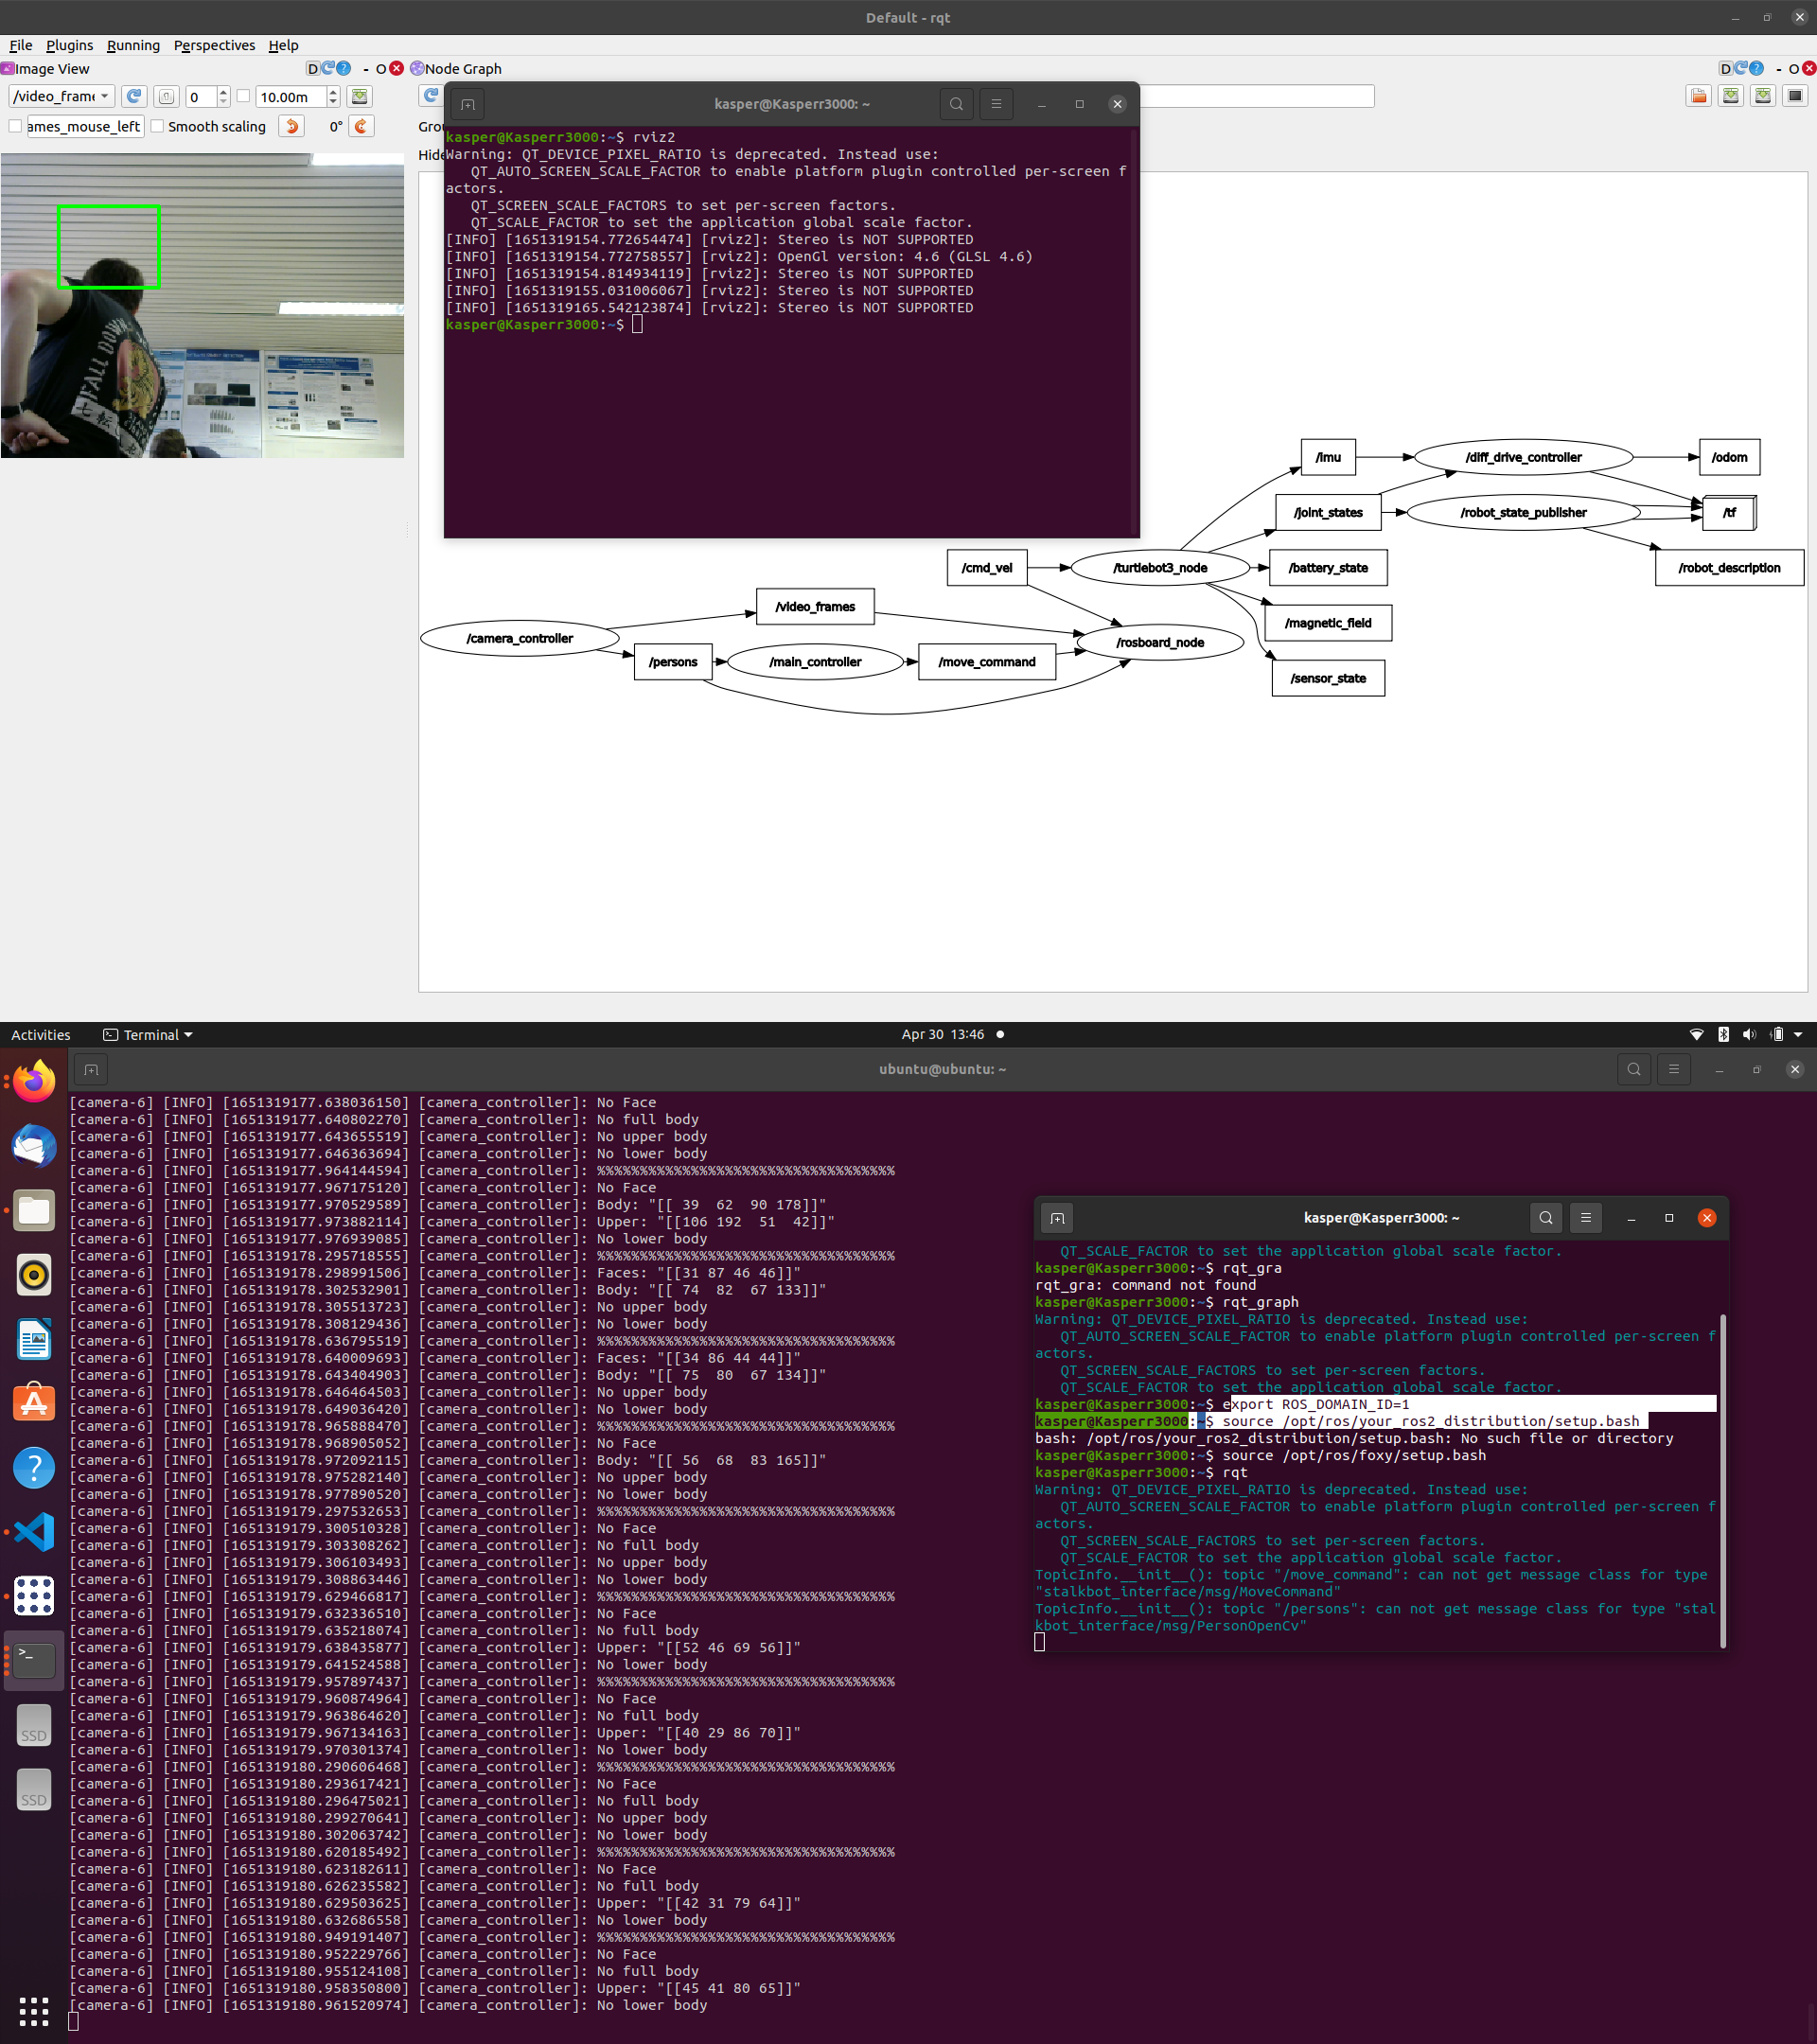 Default - rqt
File Plugins Running Perspectives Help
Image View
D
- O
Node Graph
D
- O
/video_frame
0
10.00m
ames_mouse_left
Smooth scaling
0°
Grou
Hide
FALL DOWN
kasper@Kasperr3000: ~
kasper@Kasperr3000:~$ rviz2
Warning: QT_DEVICE_PIXEL_RATIO is deprecated. Instead use:
QT_AUTO_SCREEN_SCALE_FACTOR to enable platform plugin controlled per-screen f
actors.
QT_SCREEN_SCALE_FACTORS to set per-screen factors.
QT_SCALE_FACTOR to set the application global scale factor.
[INFO] [1651319154.772654474] [rviz2]: Stereo is NOT SUPPORTED
[INFO] [1651319154.772758557] [rviz2]: OpenGl version: 4.6 (GLSL 4.6)
[INFO] [1651319154.814934119] [rviz2]: Stereo is NOT SUPPORTED
[INFO] [1651319155.031006067] [rviz2]: Stereo is NOT SUPPORTED
[INFO] [1651319165.542123874] [rviz2]: Stereo is NOT SUPPORTED
kasper@Kasperr3000:~$
/imu
/diff_drive_controller
/odom
/joint_states
/robot_state_publisher
/tf
/cmd_vel
/turtlebot3_node
/battery_state
/robot_description
/video_frames
/magnetic_field
/camera_controller
/rosboard_node
/persons
/main_controller
/move_command
/sensor_state
Activities
Terminal
Apr 30 13:46
ubuntu@ubuntu: ~
[camera-6] [INFO] [1651319177.638036150] [camera_controller]: No Face
[camera-6] [INFO] [1651319177.640802270] [camera_controller]: No full body
[camera-6] [INFO] [1651319177.643655519] [camera_controller]: No upper body
[camera-6] [INFO] [1651319177.646363694] [camera_controller]: No lower body
[camera-6] [INFO] [1651319177.964144594] [camera_controller]: %%%%%%%%%%%%%%%%%%%%%%%%%%%%%%%%%%%
[camera-6] [INFO] [1651319177.967175120] [camera_controller]: No Face
[camera-6] [INFO] [1651319177.970529589] [camera_controller]: Body: "[[ 39 62 90 178]]"
[camera-6] [INFO] [1651319177.973882114] [camera_controller]: Upper: "[[106 192 51 42]]"
[camera-6] [INFO] [1651319177.976939085] [camera_controller]: No lower body
[camera-6] [INFO] [1651319178.295718555] [camera_controller]: %%%%%%%%%%%%%%%%%%%%%%%%%%%%%%%%%%%
[camera-6] [INFO] [1651319178.298991506] [camera_controller]: Faces: "[[31 87 46 46]]"
[camera-6] [INFO] [1651319178.302532901] [camera_controller]: Body: "[[ 74 82 67 133]]"
[camera-6] [INFO] [1651319178.305513723] [camera_controller]: No upper body
[camera-6] [INFO] [1651319178.308129436] [camera_controller]: No lower body
[camera-6] [INFO] [1651319178.636795519] [camera_controller]: %%%%%%%%%%%%%%%%%%%%%%%%%%%%%%%%%%%
[camera-6] [INFO] [1651319178.640009693] [camera_controller]: Faces: "[[34 86 44 44]]"
[camera-6] [INFO] [1651319178.643404903] [camera_controller]: Body: "[[ 75 80 67 134]]"
[camera-6] [INFO] [1651319178.646464503] [camera_controller]: No upper body
[camera-6] [INFO] [1651319178.649036420] [camera_controller]: No lower body
[camera-6] [INFO] [1651319178.965888470] [camera_controller]: %%%%%%%%%%%%%%%%%%%%%%%%%%%%%%%%%%%
[camera-6] [INFO] [1651319178.968905052] [camera_controller]: No Face
[camera-6] [INFO] [1651319178.972092115] [camera_controller]: Body: "[[ 56 68 83 165]]"
[camera-6] [INFO] [1651319178.975282140] [camera_controller]: No upper body
[camera-6] [INFO] [1651319178.977890520] [camera_controller]: No lower body
[camera-6] [INFO] [1651319179.297532653] [camera_controller]: %%%%%%%%%%%%%%%%%%%%%%%%%%%%%%%%%%%
[camera-6] [INFO] [1651319179.300510328] [camera_controller]: No Face
[camera-6] [INFO] [1651319179.303308262] [camera_controller]: No full body
[camera-6] [INFO] [1651319179.306103493] [camera_controller]: No upper body
[camera-6] [INFO] [1651319179.308863446] [camera_controller]: No lower body
[camera-6] [INFO] [1651319179.629466817] [camera_controller]: %%%%%%%%%%%%%%%%%%%%%%%%%%%%%%%%%%%
[camera-6] [INFO] [1651319179.632336510] [camera_controller]: No Face
[camera-6] [INFO] [1651319179.635218074] [camera_controller]: No full body
[camera-6] [INFO] [1651319179.638435877] [camera_controller]: Upper: "[[52 46 69 56]]"
[camera-6] [INFO] [1651319179.641524588] [camera_controller]: No lower body
[camera-6] [INFO] [1651319179.957897437] [camera_controller]: %%%%%%%%%%%%%%%%%%%%%%%%%%%%%%%%%%%
[camera-6] [INFO] [1651319179.960874964] [camera_controller]: No Face
[camera-6] [INFO] [1651319179.963864620] [camera_controller]: No full body
[camera-6] [INFO] [1651319179.967134163] [camera_controller]: Upper: "[[40 29 86 70]]"
[camera-6] [INFO] [1651319179.970301374] [camera_controller]: No lower body
[camera-6] [INFO] [1651319180.290606468] [camera_controller]: %%%%%%%%%%%%%%%%%%%%%%%%%%%%%%%%%%%
[camera-6] [INFO] [1651319180.293617421] [camera_controller]: No Face
[camera-6] [INFO] [1651319180.296475021] [camera_controller]: No full body
[camera-6] [INFO] [1651319180.299270641] [camera_controller]: No upper body
[camera-6] [INFO] [1651319180.302063742] [camera_controller]: No lower body
[camera-6] [INFO] [1651319180.620185492] [camera_controller]: %%%%%%%%%%%%%%%%%%%%%%%%%%%%%%%%%%%
[camera-6] [INFO] [1651319180.623182611] [camera_controller]: No Face
[camera-6] [INFO] [1651319180.626235582] [camera_controller]: No full body
[camera-6] [INFO] [1651319180.629503625] [camera_controller]: Upper: "[[42 31 79 64]]"
[camera-6] [INFO] [1651319180.632686558] [camera_controller]: No lower body
[camera-6] [INFO] [1651319180.949191407] [camera_controller]: %%%%%%%%%%%%%%%%%%%%%%%%%%%%%%%%%%%
[camera-6] [INFO] [1651319180.952229766] [camera_controller]: No Face
[camera-6] [INFO] [1651319180.955124108] [camera_controller]: No full body
[camera-6] [INFO] [1651319180.958350800] [camera_controller]: Upper: "[[45 41 80 65]]"
[camera-6] [INFO] [1651319180.961520974] [camera_controller]: No lower body
SSD
SSD
kasper@Kasperr3000: ~
QT_SCALE_FACTOR to set the application global scale factor.
kasper@Kasperr3000:~$ rqt_gra
rqt_gra: command not found
kasper@Kasperr3000:~$ rqt_graph
Warning: QT_DEVICE_PIXEL_RATIO is deprecated. Instead use:
QT_AUTO_SCREEN_SCALE_FACTOR to enable platform plugin controlled per-screen f
actors.
QT_SCREEN_SCALE_FACTORS to set per-screen factors.
QT_SCALE_FACTOR to set the application global scale factor.
kasper@Kasperr3000:~$ export ROS_DOMAIN_ID=1
kasper@Kasperr3000:~$ source /opt/ros/your_ros2_distribution/setup.bash
bash: /opt/ros/your_ros2_distribution/setup.bash: No such file or directory
kasper@Kasperr3000:~$ source /opt/ros/foxy/setup.bash
kasper@Kasperr3000:~$ rqt
Warning: QT_DEVICE_PIXEL_RATIO is deprecated. Instead use:
QT_AUTO_SCREEN_SCALE_FACTOR to enable platform plugin controlled per-screen f
actors.
QT_SCREEN_SCALE_FACTORS to set per-screen factors.
QT_SCALE_FACTOR to set the application global scale factor.
TopicInfo.__init__(): topic "/move_command": can not get message class for type
"stalkbot_interface/msg/MoveCommand"
TopicInfo.__init__(): topic "/persons": can not get message class for type "stal
kbot_interface/msg/PersonOpenCv"